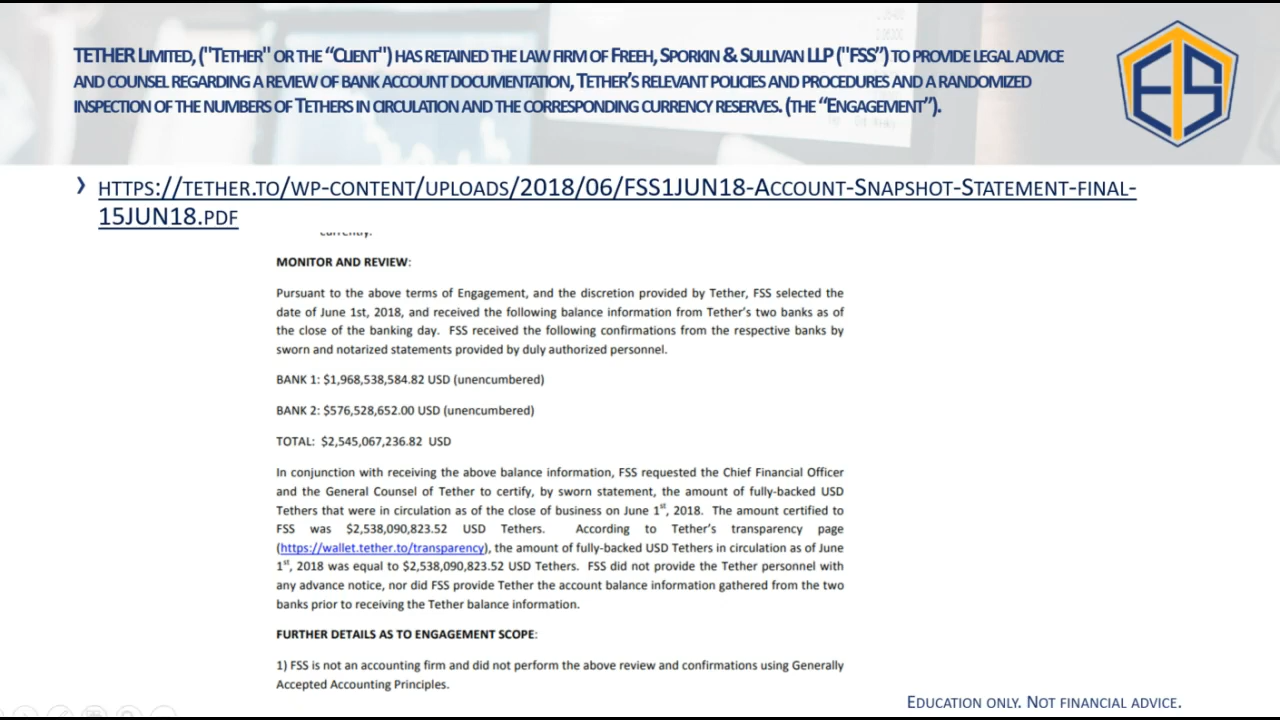 TETHER LIMITED, ("TETHER" OR THE “CLIENT") HAS RETAINED THE LAW FIRM OF FREEH, SPORKIN & SULLIVAN LLP ("FSS”) TO PROVIDE LEGAL ADVICE
AND COUNSEL REGARDING A REVIEW OF BANK ACCOUNT DOCUMENTATION, TETHER’S RELEVANT POLICIES AND PROCEDURES AND A RANDOMIZED
INSPECTION OF THE NUMBERS OF TETHERS IN CIRCULATION AND THE CORRESPONDING CURRENCY RESERVES. (THE “ENGAGEMENT”).
HTTPS://TETHER.TO/WP-CONTENT/UPLOADS/2018/06/FSS1JUN18-ACCOUNT-SNAPSHOT-STATEMENT-FINAL-
15JUN18.PDF
currently.
MONITOR AND REVIEW:
Pursuant to the above terms of Engagement, and the discretion provided by Tether, FSS selected the
date of June 1st, 2018, and received the following balance information from Tether’s two banks as of
the close of the banking day. FSS received the following confirmations from the respective banks by
sworn and notarized statements provided by duly authorized personnel.
BANK 1: $1,968,538,584.82 USD (unencumbered)
BANK 2: $576,528,652.00 USD (unencumbered)
TOTAL: $2,545,067,236.82 USD
In conjunction with receiving the above balance information, FSS requested the Chief Financial Officer
and the General Counsel of Tether to certify, by sworn statement, the amount of fully-backed USD
Tethers that were in circulation as of the close of business on June 1st, 2018. The amount certified to
FSS was $2,538,090,823.52 USD Tethers. According to Tether’s transparency page
(https://wallet.tether.to/transparency), the amount of fully-backed USD Tethers in circulation as of June
1st, 2018 was equal to $2,538,090,823.52 USD Tethers. FSS did not provide the Tether personnel with
any advance notice, nor did FSS provide Tether the account balance information gathered from the two
banks prior to receiving the Tether balance information.
FURTHER DETAILS AS TO ENGAGEMENT SCOPE:
1) FSS is not an accounting firm and did not perform the above review and confirmations using Generally
Accepted Accounting Principles.
EDUCATION ONLY. NOT FINANCIAL ADVICE.